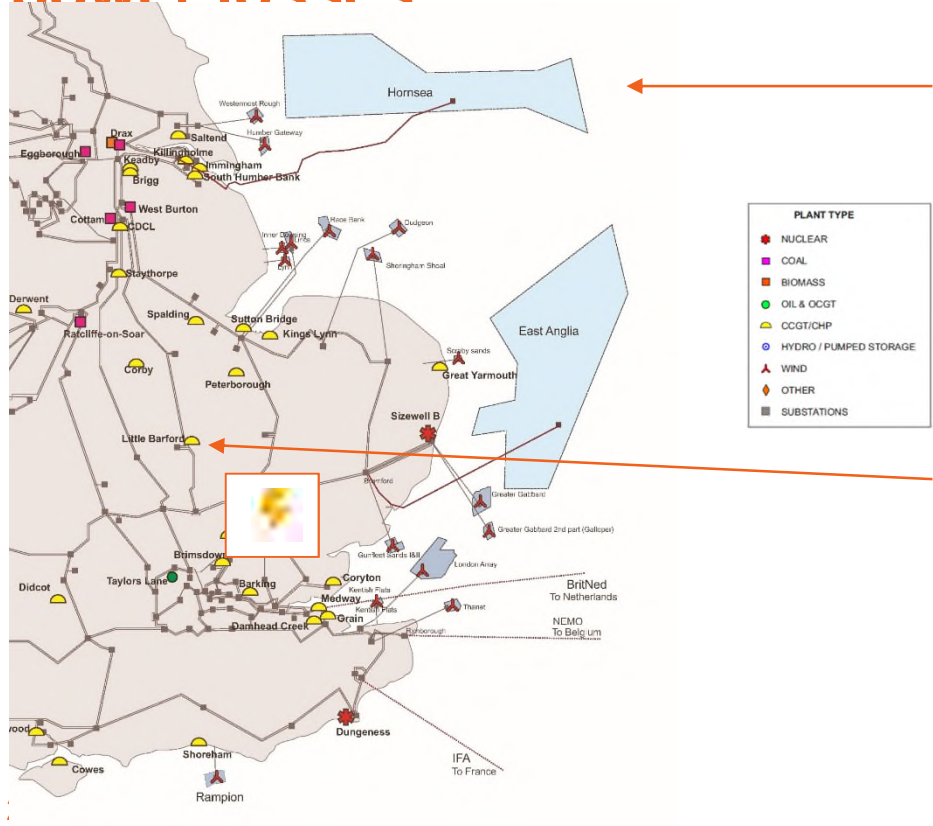 Hornsea
Westermost Rough
Humber Gateway
Drax
Saltend
Eggborough
Killingholme
Keadby
Immingham
Brigg
South Humber Bank
West Burton
Cottam
CDCL
Race Bank
Dudgeon
Inner Dowsing
Lincs
Lynn
Sheringham Shoal
Staythorpe
Derwent
Spalding
Sutton Bridge
Kings Lynn
Ratcliffe-on-Soar
East Anglia
Scroby sands
Great Yarmouth
Corby
Peterborough
Sizewell B
Little Barford
Bramford
Greater Gabbard
Greater Gabbard 2nd part (Galloper)
Gunfleet Sands I&II
London Array
Brimsdown
Taylors Lane
Barking
Coryton
Didcot
Kentish Flats
Medway
Kentish Flats
Thanet
Grain
Damhead Creek
Richborough
BritNed
To Netherlands
NEMO
To Belgium
Dungeness
wood
Cowes
Shoreham
Rampion
IFA
To France
PLANT TYPE
NUCLEAR
COAL
BIOMASS
OIL & OCGT
CCGT/CHP
HYDRO / PUMPED STORAGE
WIND
OTHER
SUBSTATIONS